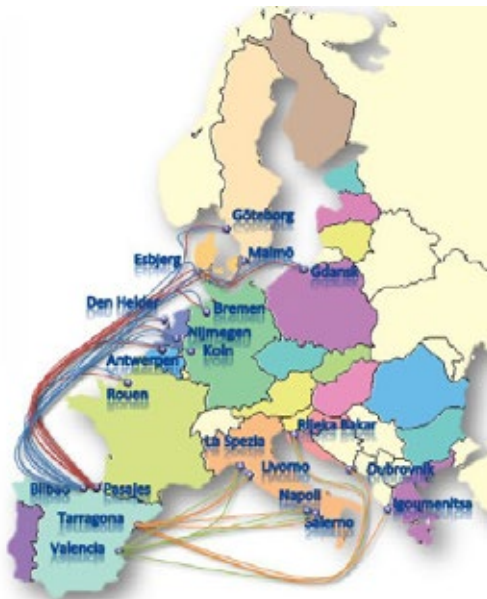 Göteborg
Esbjerg
Malmö
Gdansk
Den Helder
Bremen
Nijmegen
Antwerpen
Koln
Rouen
La Spezia
Rijeka Bakar
Livorno
Dubrovnik
Bilbao
Pasajes
Napoli
Igoumenitsa
Tarragona
Salerno
Valencia